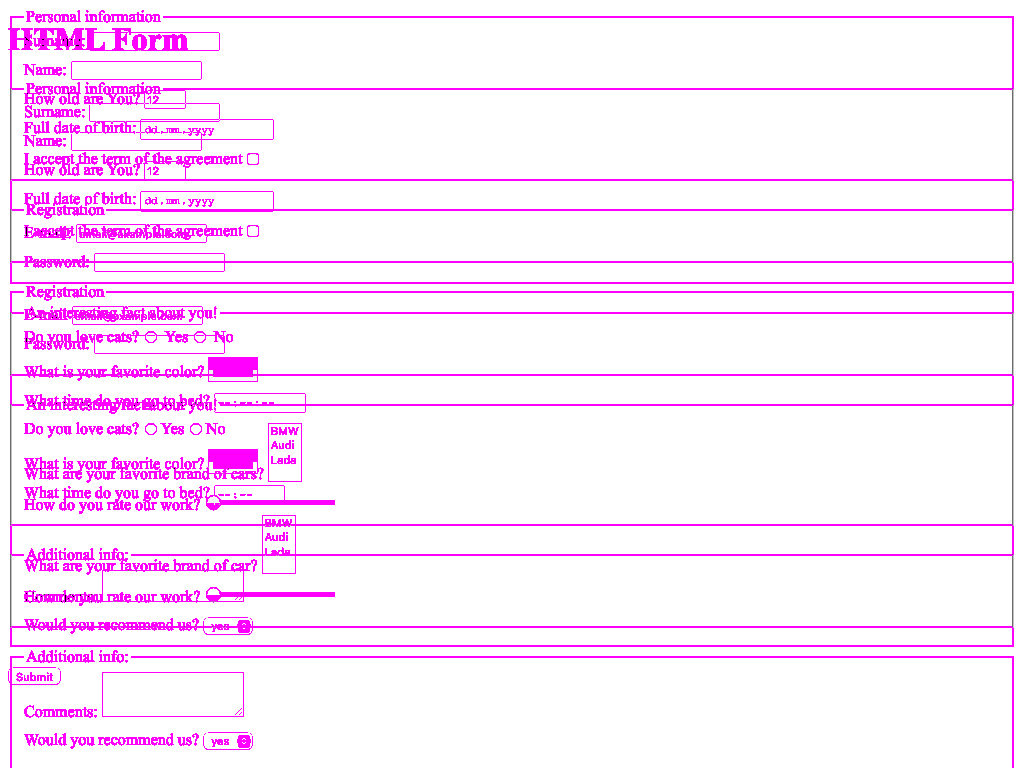 Personal information
HTML Form
Surname:
Name:
Personal information
How old are You? 12
Surname:
Full date of birth: dd.mm.yyyy
Name:
I accept the term of the agreement
How old are You? 12
Full date of birth: dd.mm.yyyy
Registration
I accept the term of the agreement
E-mail: email@example.com
Password:
Registration
An interesting fact about you!
E-mail: email@example.com
Do you love cats? Yes No
Password:
What is your favorite color?
What time do you go to bed? --:--:--
An interesting fact about you!
Do you love cats? Yes No
BMW
Audi
Lada
What is your favorite color?
What are your favorite brand of cars?
What time do you go to bed? --:--
How do you rate our work?
BMW
Audi
Lada
Additional info:
What are your favorite brand of car?
Comments:
How do you rate our work?
Would you recommend us? yes
Additional info:
Submit
Comments:
Would you recommend us? yes